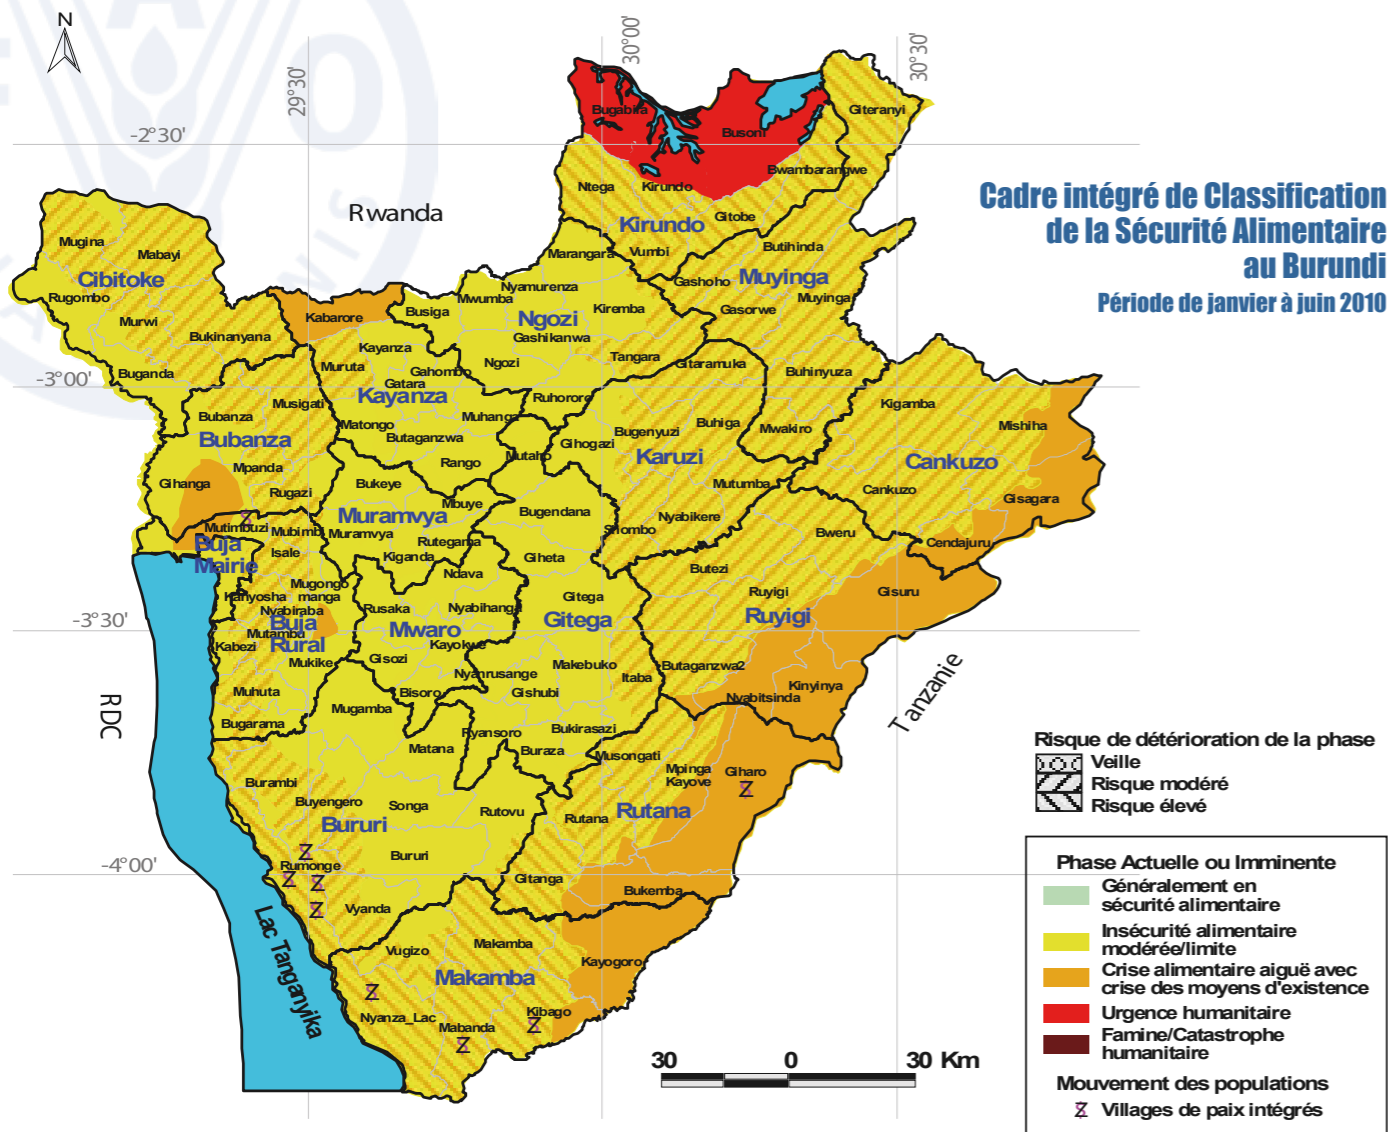 N
29°30'
30°00'
30°30'
-2°30'
-3°00'
-3°30'
-4°00'
Cadre intégré de Classification
de la Sécurité Alimentaire
au Burundi
Période de janvier à juin 2010
Rwanda
Tanzanie
RDC
Lac Tanganyika
Bugabira
Busoni
Giteranyi
Bwambarangwe
Ntega
Kirundo
Kirundo
Gitobe
Vumbi
Butihinda
Gashoho
Muyinga
Muyinga
Gasorwe
Buhinyuza
Mwakiro
Mugina
Mabayi
Cibitoke
Rugombo
Murwi
Bukinanyana
Buganda
Kabarore
Busiga
Mwumba
Marangara
Nyamurenza
Kiremba
Ngozi
Gashikanwa
Ngozi
Tangara
Ruhororo
Kayanza
Muruta
Gahombo
Gatara
Kayanza
Matongo
Muhanga
Butaganzwa
Rango
Musigati
Bubanza
Bubanza
Mpanda
Gihanga
Rugazi
Gitaramuka
Buhiga
Bugenyuzi
Gihogazi
Karuzi
Mutumba
Nyabikere
Shombo
Kigamba
Mishiha
Cankuzo
Cankuzo
Gisagara
Cendajuru
Bukeye
Mbuye
Muramvya
Muramvya
Rutegama
Kiganda
Mutaho
Bugendana
Giheta
Gitega
Gitega
Makebuko
Itaba
Nyanrusange
Gishubi
Bukirasazi
Ryansoro
Buraza
Mutimbuzi
Mubimbi
Buja
Mairie
Isale
Mugongo
manga
Kanyosha
Nyabiraba
Buja
Rural
Mutambu
Kabezi
Mukike
Muhuta
Bugarama
Ndava
Rusaka
Nyabihanga
Mwaro
Kayokwe
Gisozi
Bisoro
Bweru
Butezi
Ruyigi
Ruyigi
Gisuru
Butaganzwa2
Kinyinya
Nyabitsinda
Mugamba
Matana
Burambi
Buyengero
Songa
Rutovu
Bururi
Bururi
Rumonge
Vyanda
Musongati
Mpinga
Kayove
Giharo
Rutana
Rutana
Gitanga
Bukemba
Vugizo
Makamba
Makamba
Kayogoro
Nyanza_Lac
Mabanda
Kibago
30 0 30 Km
Risque de détérioration de la phase
Veille
Risque modéré
Risque élevé
Phase Actuelle ou Imminente
Généralement en
sécurité alimentaire
Insécurité alimentaire
modérée/limite
Crise alimentaire aiguë avec
crise des moyens d'existence
Urgence humanitaire
Famine/Catastrophe
humanitaire
Mouvement des populations
Villages de paix intégrés